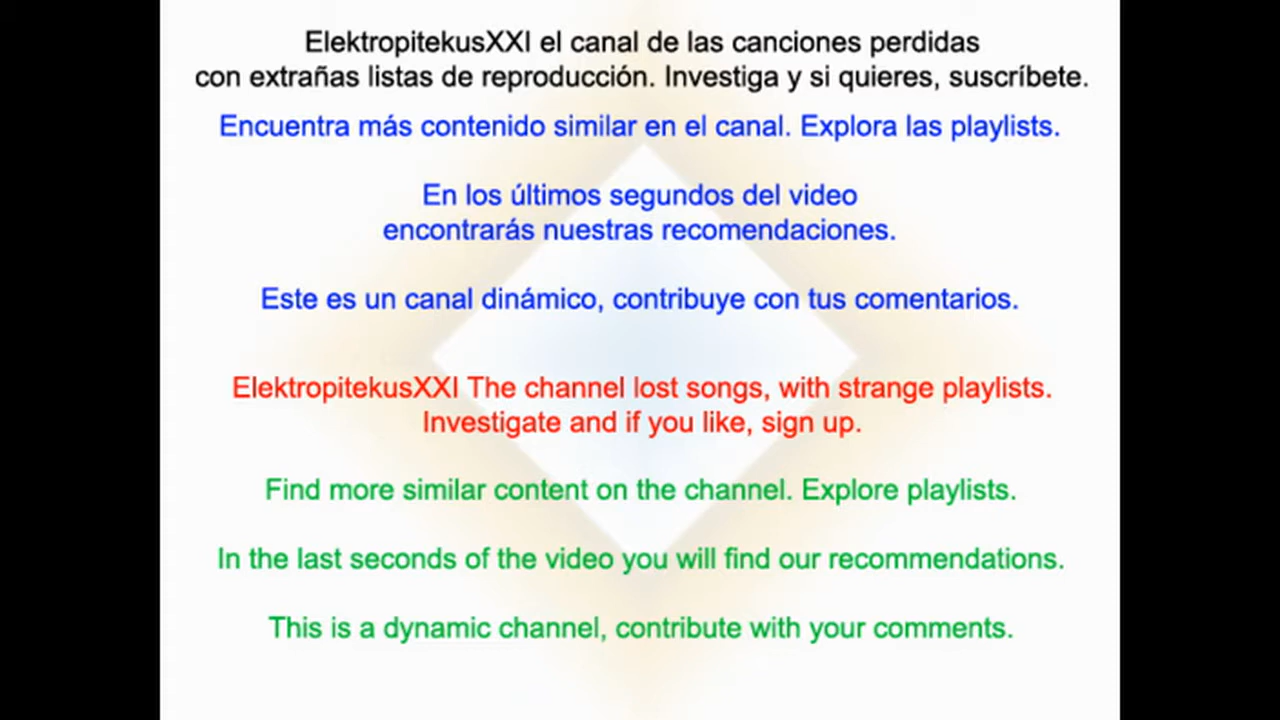 ElektropitekusXXI el canal de las canciones perdidas
con extrañas listas de reproducción. Investiga y si quieres, suscríbete.
Encuentra más contenido similar en el canal. Explora las playlists.
En los últimos segundos del video
encontrarás nuestras recomendaciones.
Este es un canal dinámico, contribuye con tus comentarios.
ElektropitekusXXI The channel lost songs, with strange playlists.
Investigate and if you like, sign up.
Find more similar content on the channel. Explore playlists.
In the last seconds of the video you will find our recommendations.
This is a dynamic channel, contribute with your comments.